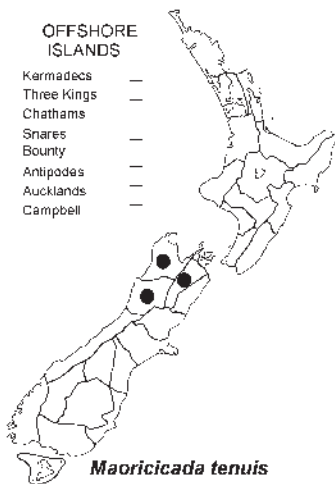 OFFSHORE
ISLANDS
Kermadecs
Three Kings
Chathams
Snares
Bounty
Antipodes
Aucklands
Campbell
Maoricicada tenuis